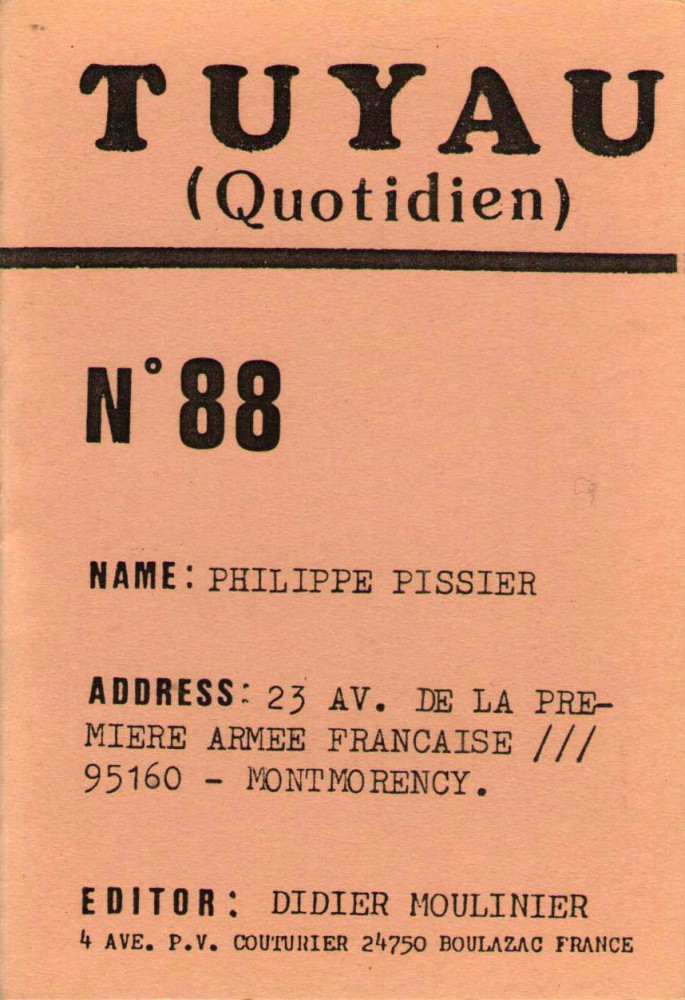 TUYAU
(Quotidien)
N° 88
NAME: PHILIPPE PISSIER
ADDRESS: 23 AV. DE LA PRE-
MIERE ARMEE FRANCAISE ///
95160 - MONTMORENCY.
EDITOR: DIDIER MOULINIER
4 AVE. P.V. COUTURIER 24750 BOULAZAC FRANCE